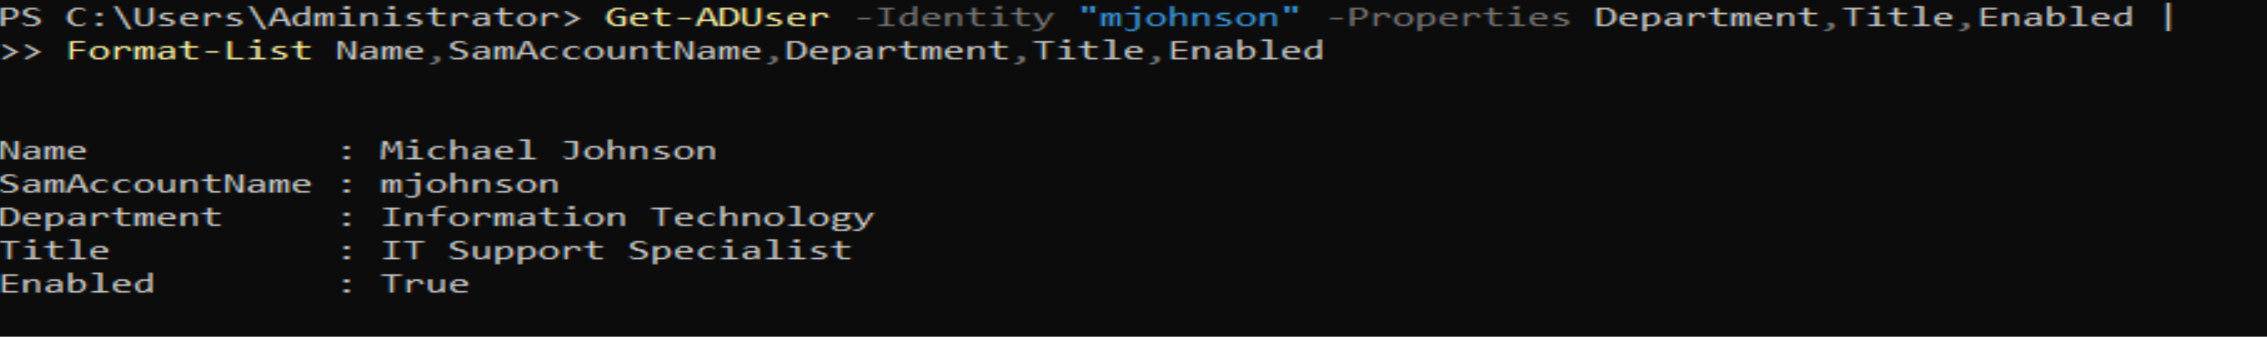 PS C:\Users\Administrator> Get-ADUser -Identity "mjohnson" -Properties Department,Title,Enabled |
>> Format-List Name,SamAccountName,Department,Title,Enabled
Name           : Michael Johnson
SamAccountName : mjohnson
Department     : Information Technology
Title          : IT Support Specialist
Enabled        : True